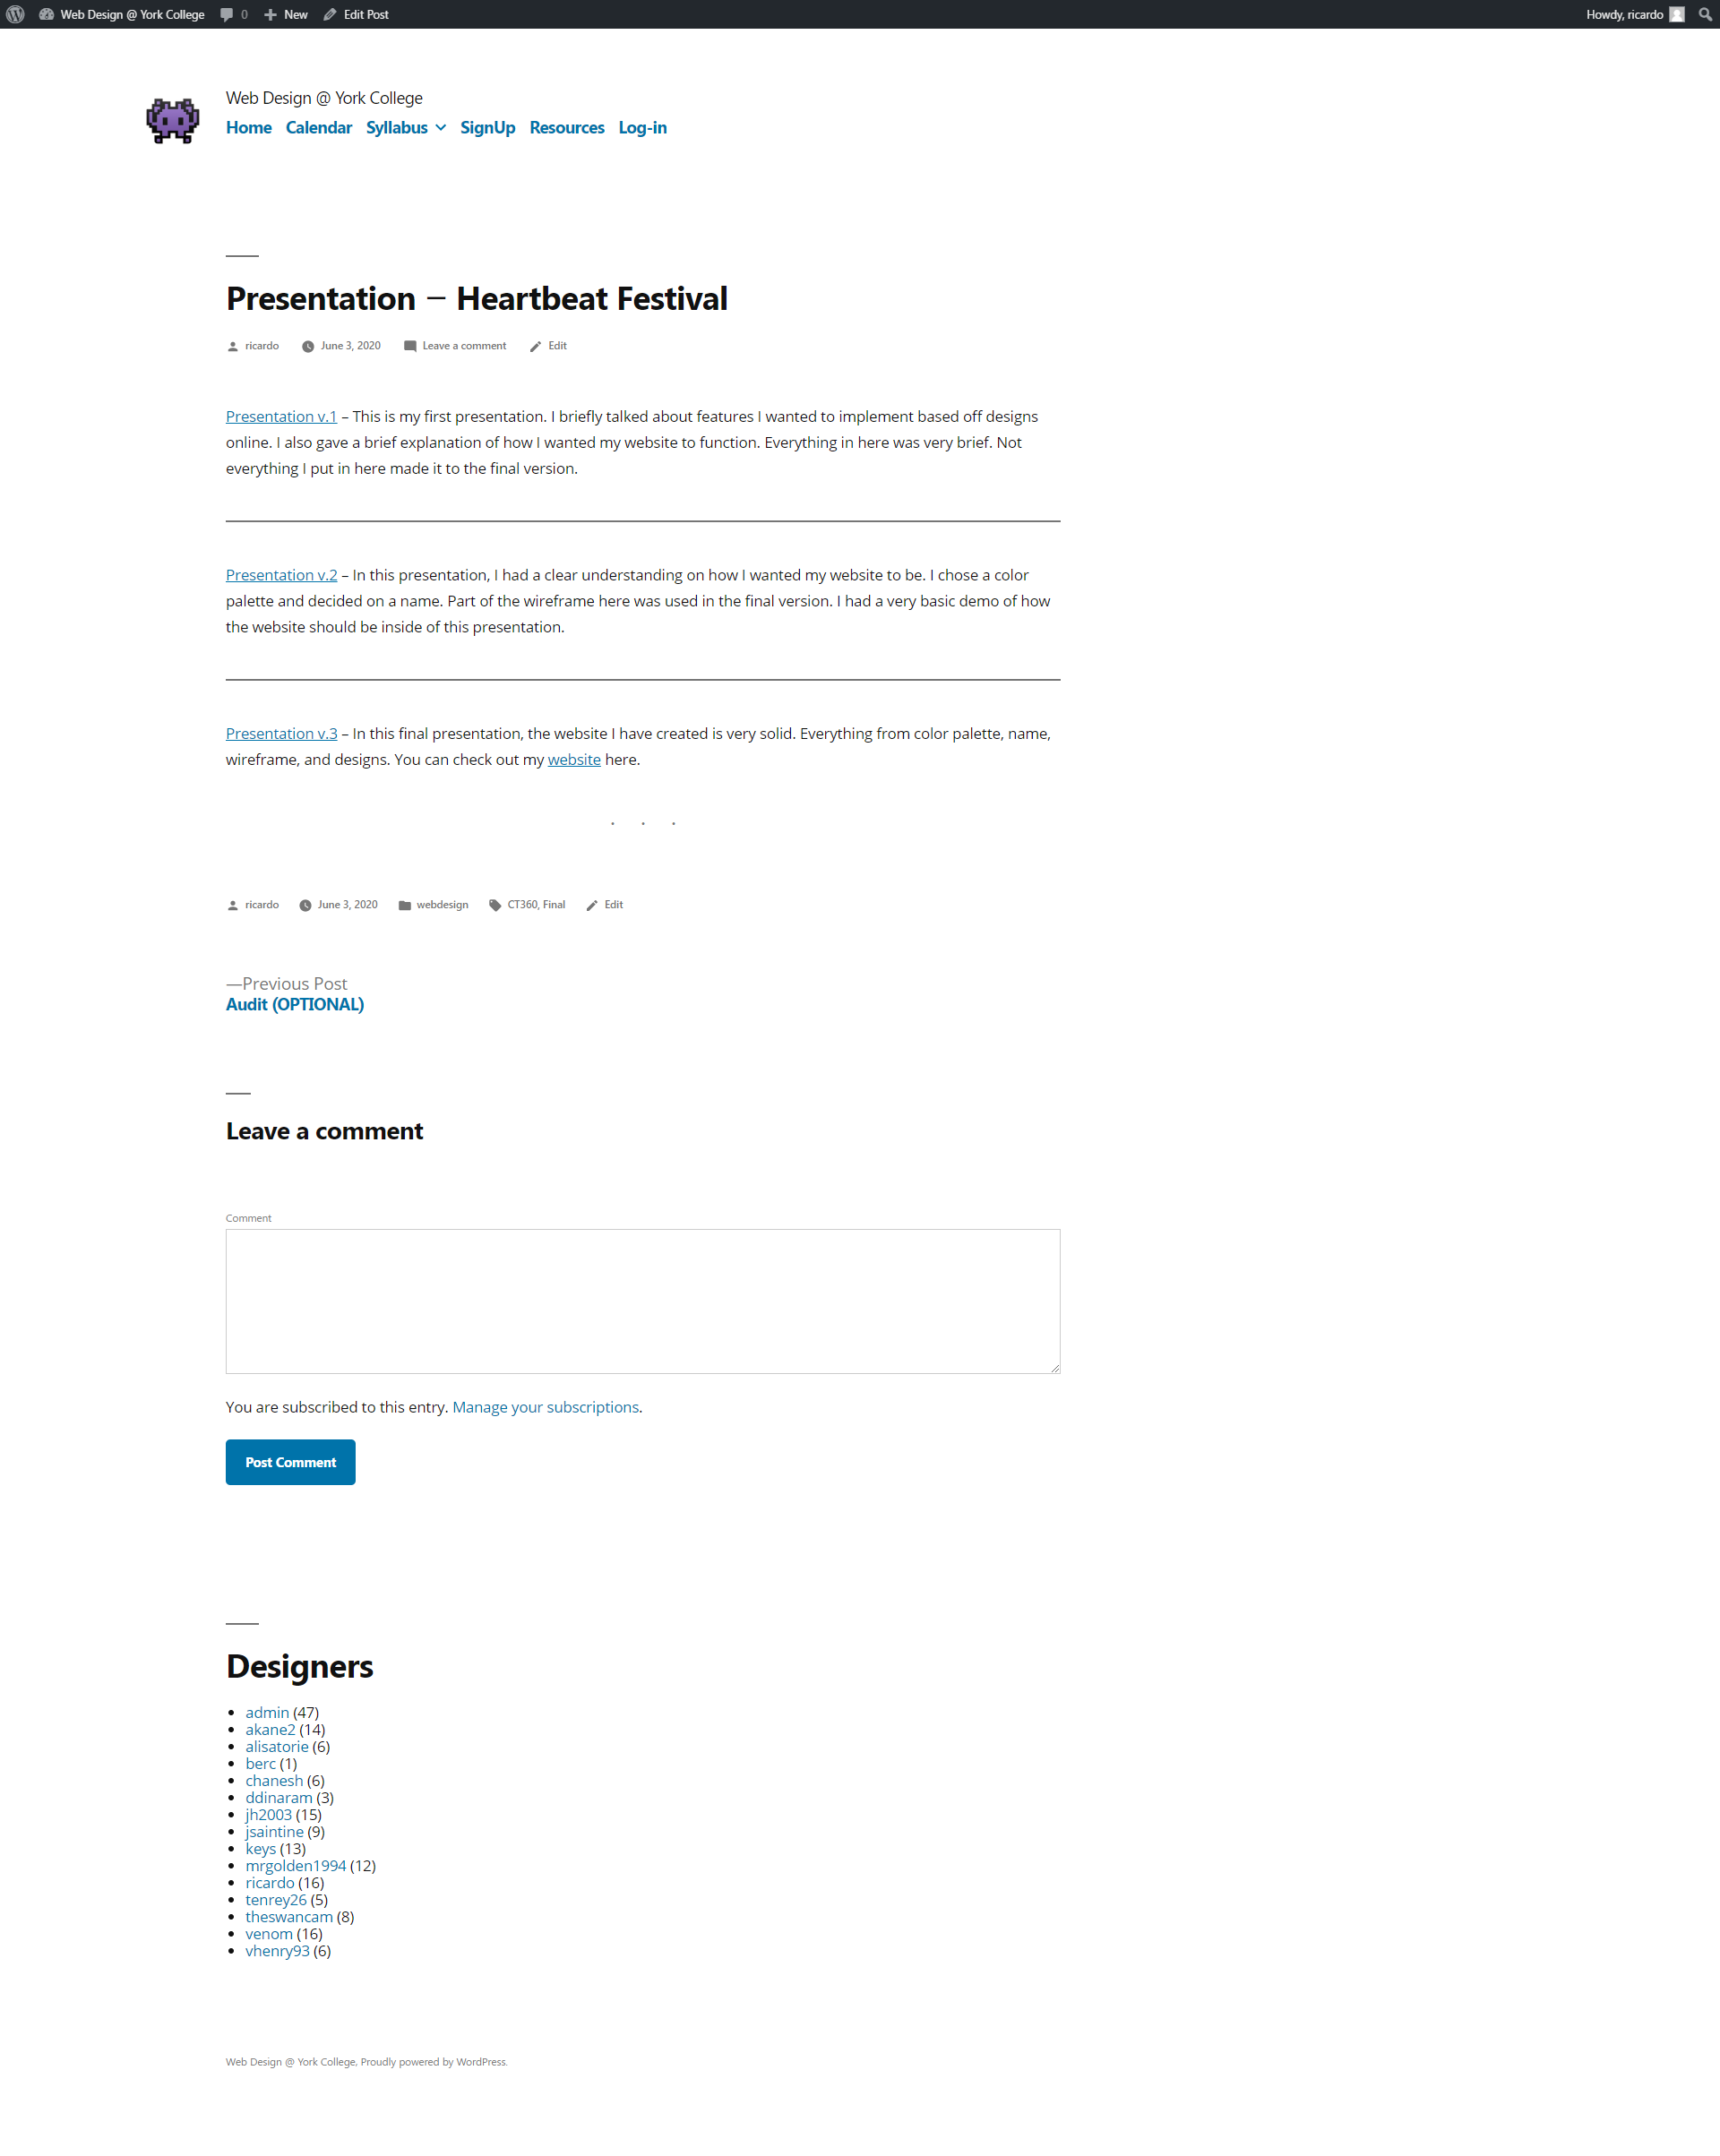 Web Design @ York College 0 New Edit Post Howdy, ricardo
Web Design @ York College
Home Calendar Syllabus SignUp Resources Log-in
Presentation – Heartbeat Festival
ricardo June 3, 2020 Leave a comment Edit
Presentation v.1 – This is my first presentation. I briefly talked about features I wanted to implement based off designs
online. I also gave a brief explanation of how I wanted my website to function. Everything in here was very brief. Not
everything I put in here made it to the final version.
Presentation v.2 – In this presentation, I had a clear understanding on how I wanted my website to be. I chose a color
palette and decided on a name. Part of the wireframe here was used in the final version. I had a very basic demo of how
the website should be inside of this presentation.
Presentation v.3 – In this final presentation, the website I have created is very solid. Everything from color palette, name,
wireframe, and designs. You can check out my website here.
. . .
ricardo June 3, 2020 webdesign CT360, Final Edit
—Previous Post
Audit (OPTIONAL)
Leave a comment
Comment
You are subscribed to this entry. Manage your subscriptions.
Post Comment
Designers
• admin (47)
• akane2 (14)
• alisatorie (6)
• berc (1)
• chanesh (6)
• ddinaram (3)
• jh2003 (15)
• jsaintine (9)
• keys (13)
• mrgolden1994 (12)
• ricardo (16)
• tenrey26 (5)
• theswancam (8)
• venom (16)
• vhenry93 (6)
Web Design @ York College, Proudly powered by WordPress.